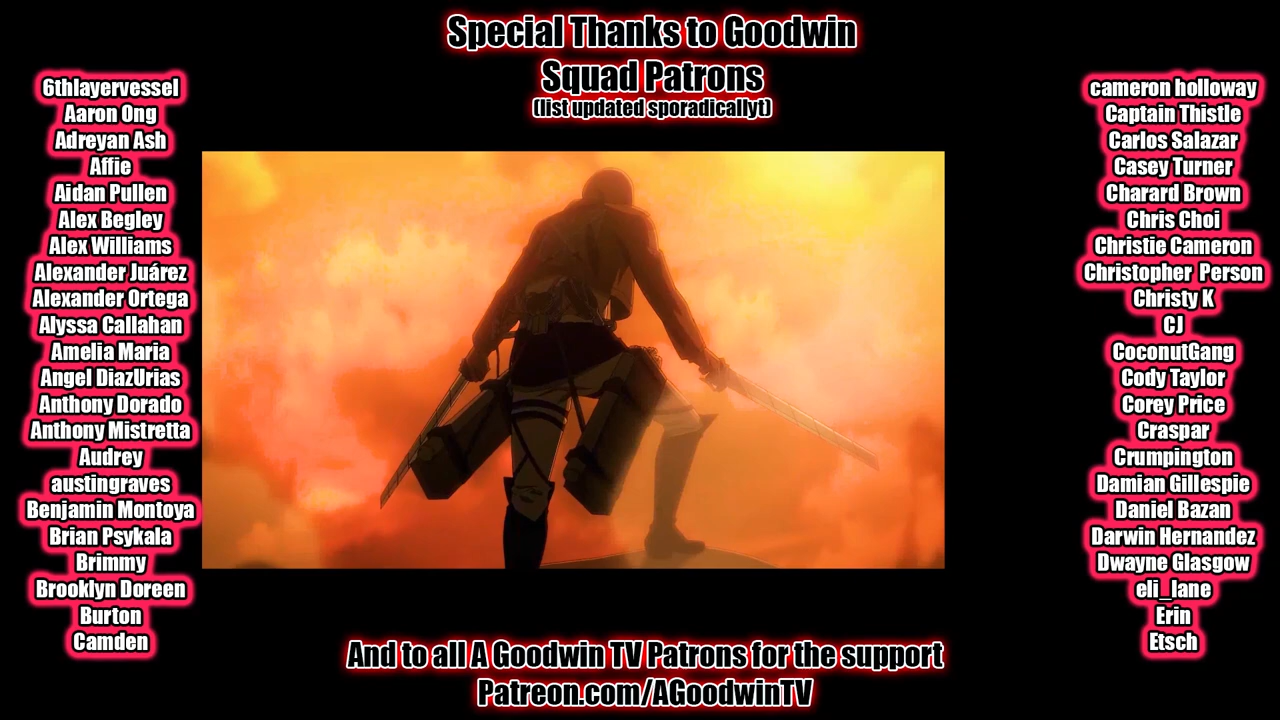 Special Thanks to Goodwin
Squad Patrons
(list updated sporadicallyt)
6thlayervessel
Aaron Ong
Adreyan Ash
Affie
Aidan Pullen
Alex Begley
Alex Williams
Alexander Juárez
Alexander Ortega
Alyssa Callahan
Amelia Maria
Angel DiazUrias
Anthony Dorado
Anthony Mistretta
Audrey
austingraves
Benjamin Montoya
Brian Psykala
Brimmy
Brooklyn Doreen
Burton
Camden
cameron holloway
Captain Thistle
Carlos Salazar
Casey Turner
Charard Brown
Chris Choi
Christie Cameron
Christopher Person
Christy K
CJ
CoconutGang
Cody Taylor
Corey Price
Craspar
Crumpington
Damian Gillespie
Daniel Bazan
Darwin Hernandez
Dwayne Glasgow
eli_lane
Erin
Etsch
And to all A Goodwin TV Patrons for the support
Patreon.com/AGoodwinTV